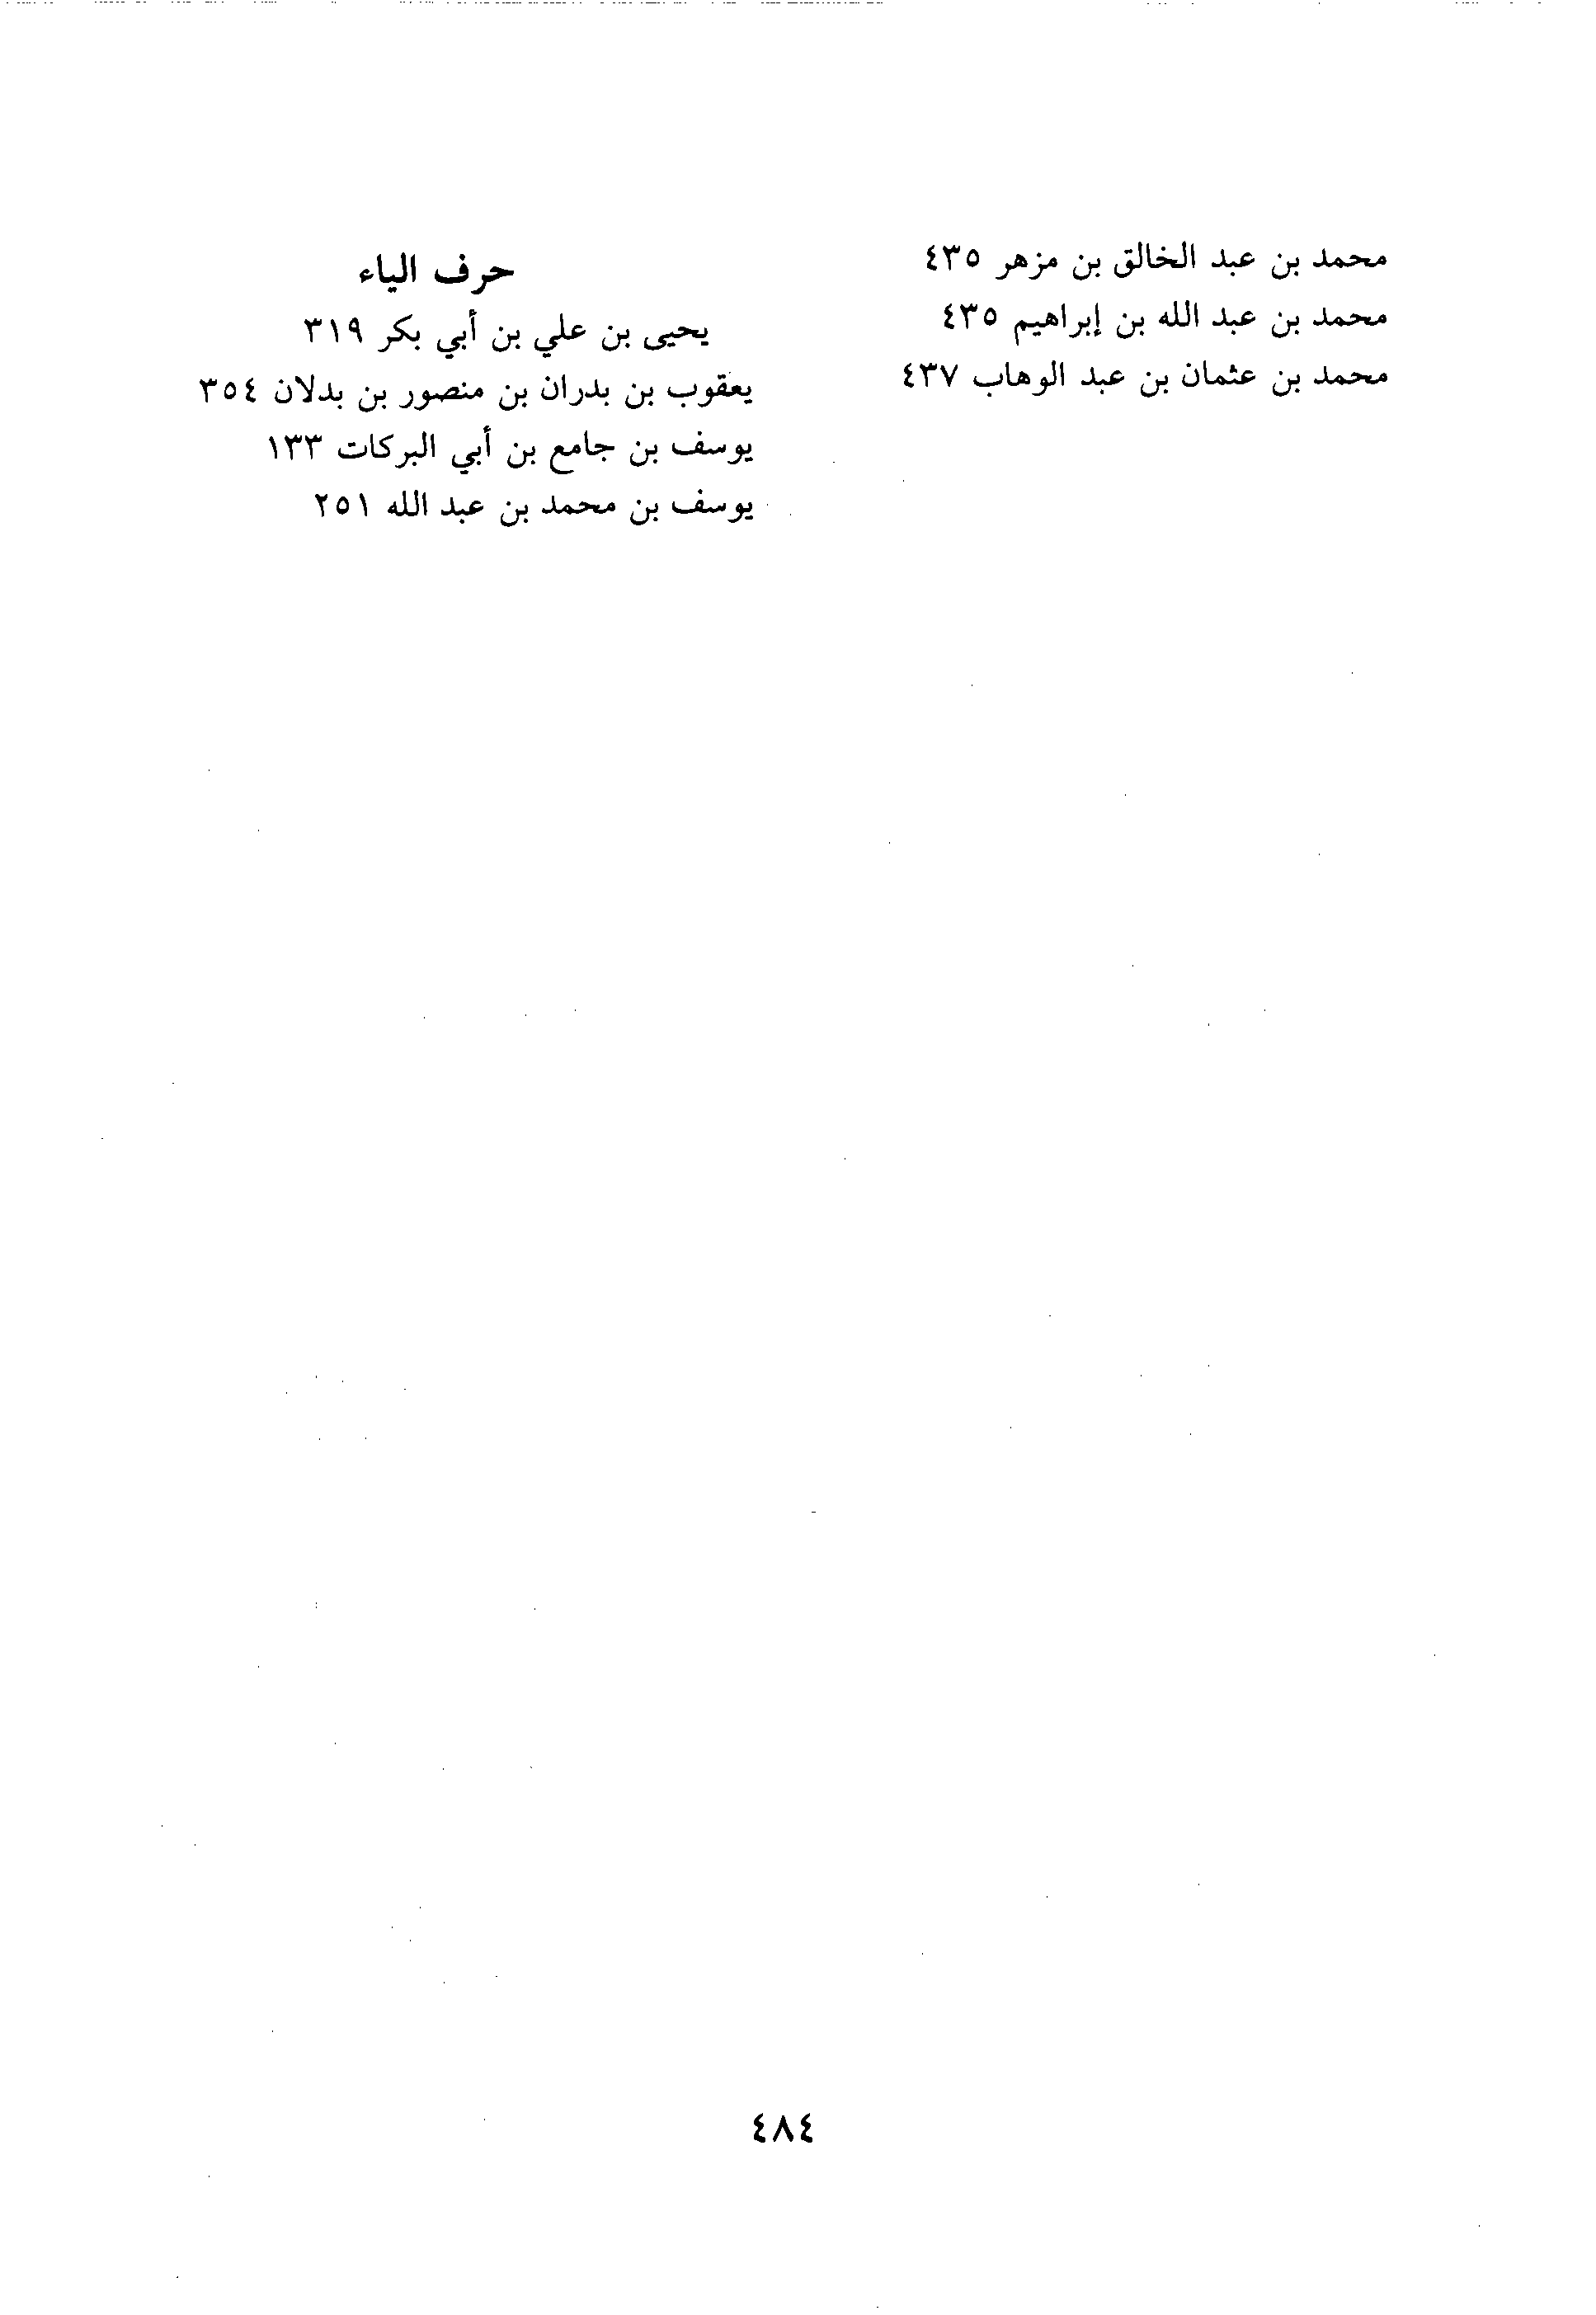 محمد بن عبد الخالق بن مزهر ٤٣٥
محمد بن عبد الله بن إبراهيم ٤٣٥
محمد بن عثمان بن عبد الوهاب ٤٣٧
حرف الياء
يحيى بن علي بن أبي بكر ٣١٩
يعقوب بن بدران بن منصور بن بدلان ٣٥٤
يوسف بن جامع بن أبي البركات ١٣٣
يوسف بن محمد بن عبد الله ٢٥١
٤٨٤